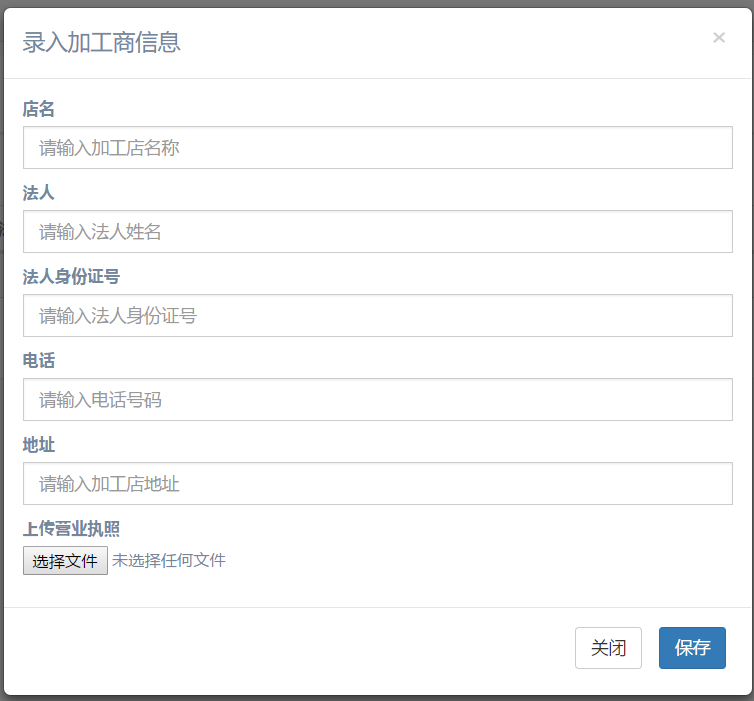 录入加工商信息
×
店名
请输入加工店名称
法人
请输入法人姓名
法人身份证号
请输入法人身份证号
电话
请输入电话号码
地址
请输入加工店地址
上传营业执照
选择文件 未选择任何文件
关闭 保存